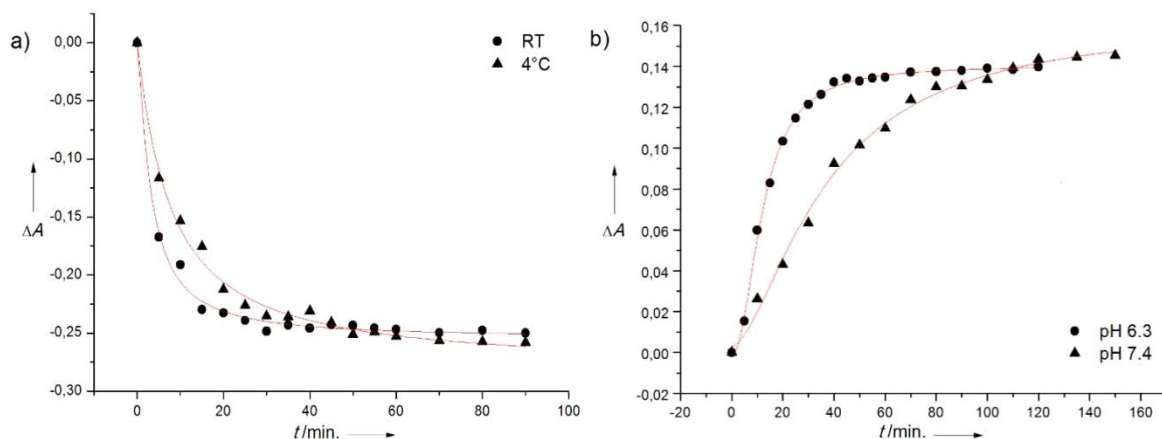 a)
RT
4°C
0,00
-0,05
-0,10
-0,15
-0,20
-0,25
-0,30
ΔA
0 20 40 60 80 100
t/min.
b)
pH 6.3
pH 7.4
0,16
0,14
0,12
0,10
0,08
0,06
0,04
0,02
0,00
-0,02
ΔA
-20 0 20 40 60 80 100 120 140 160
t/min.